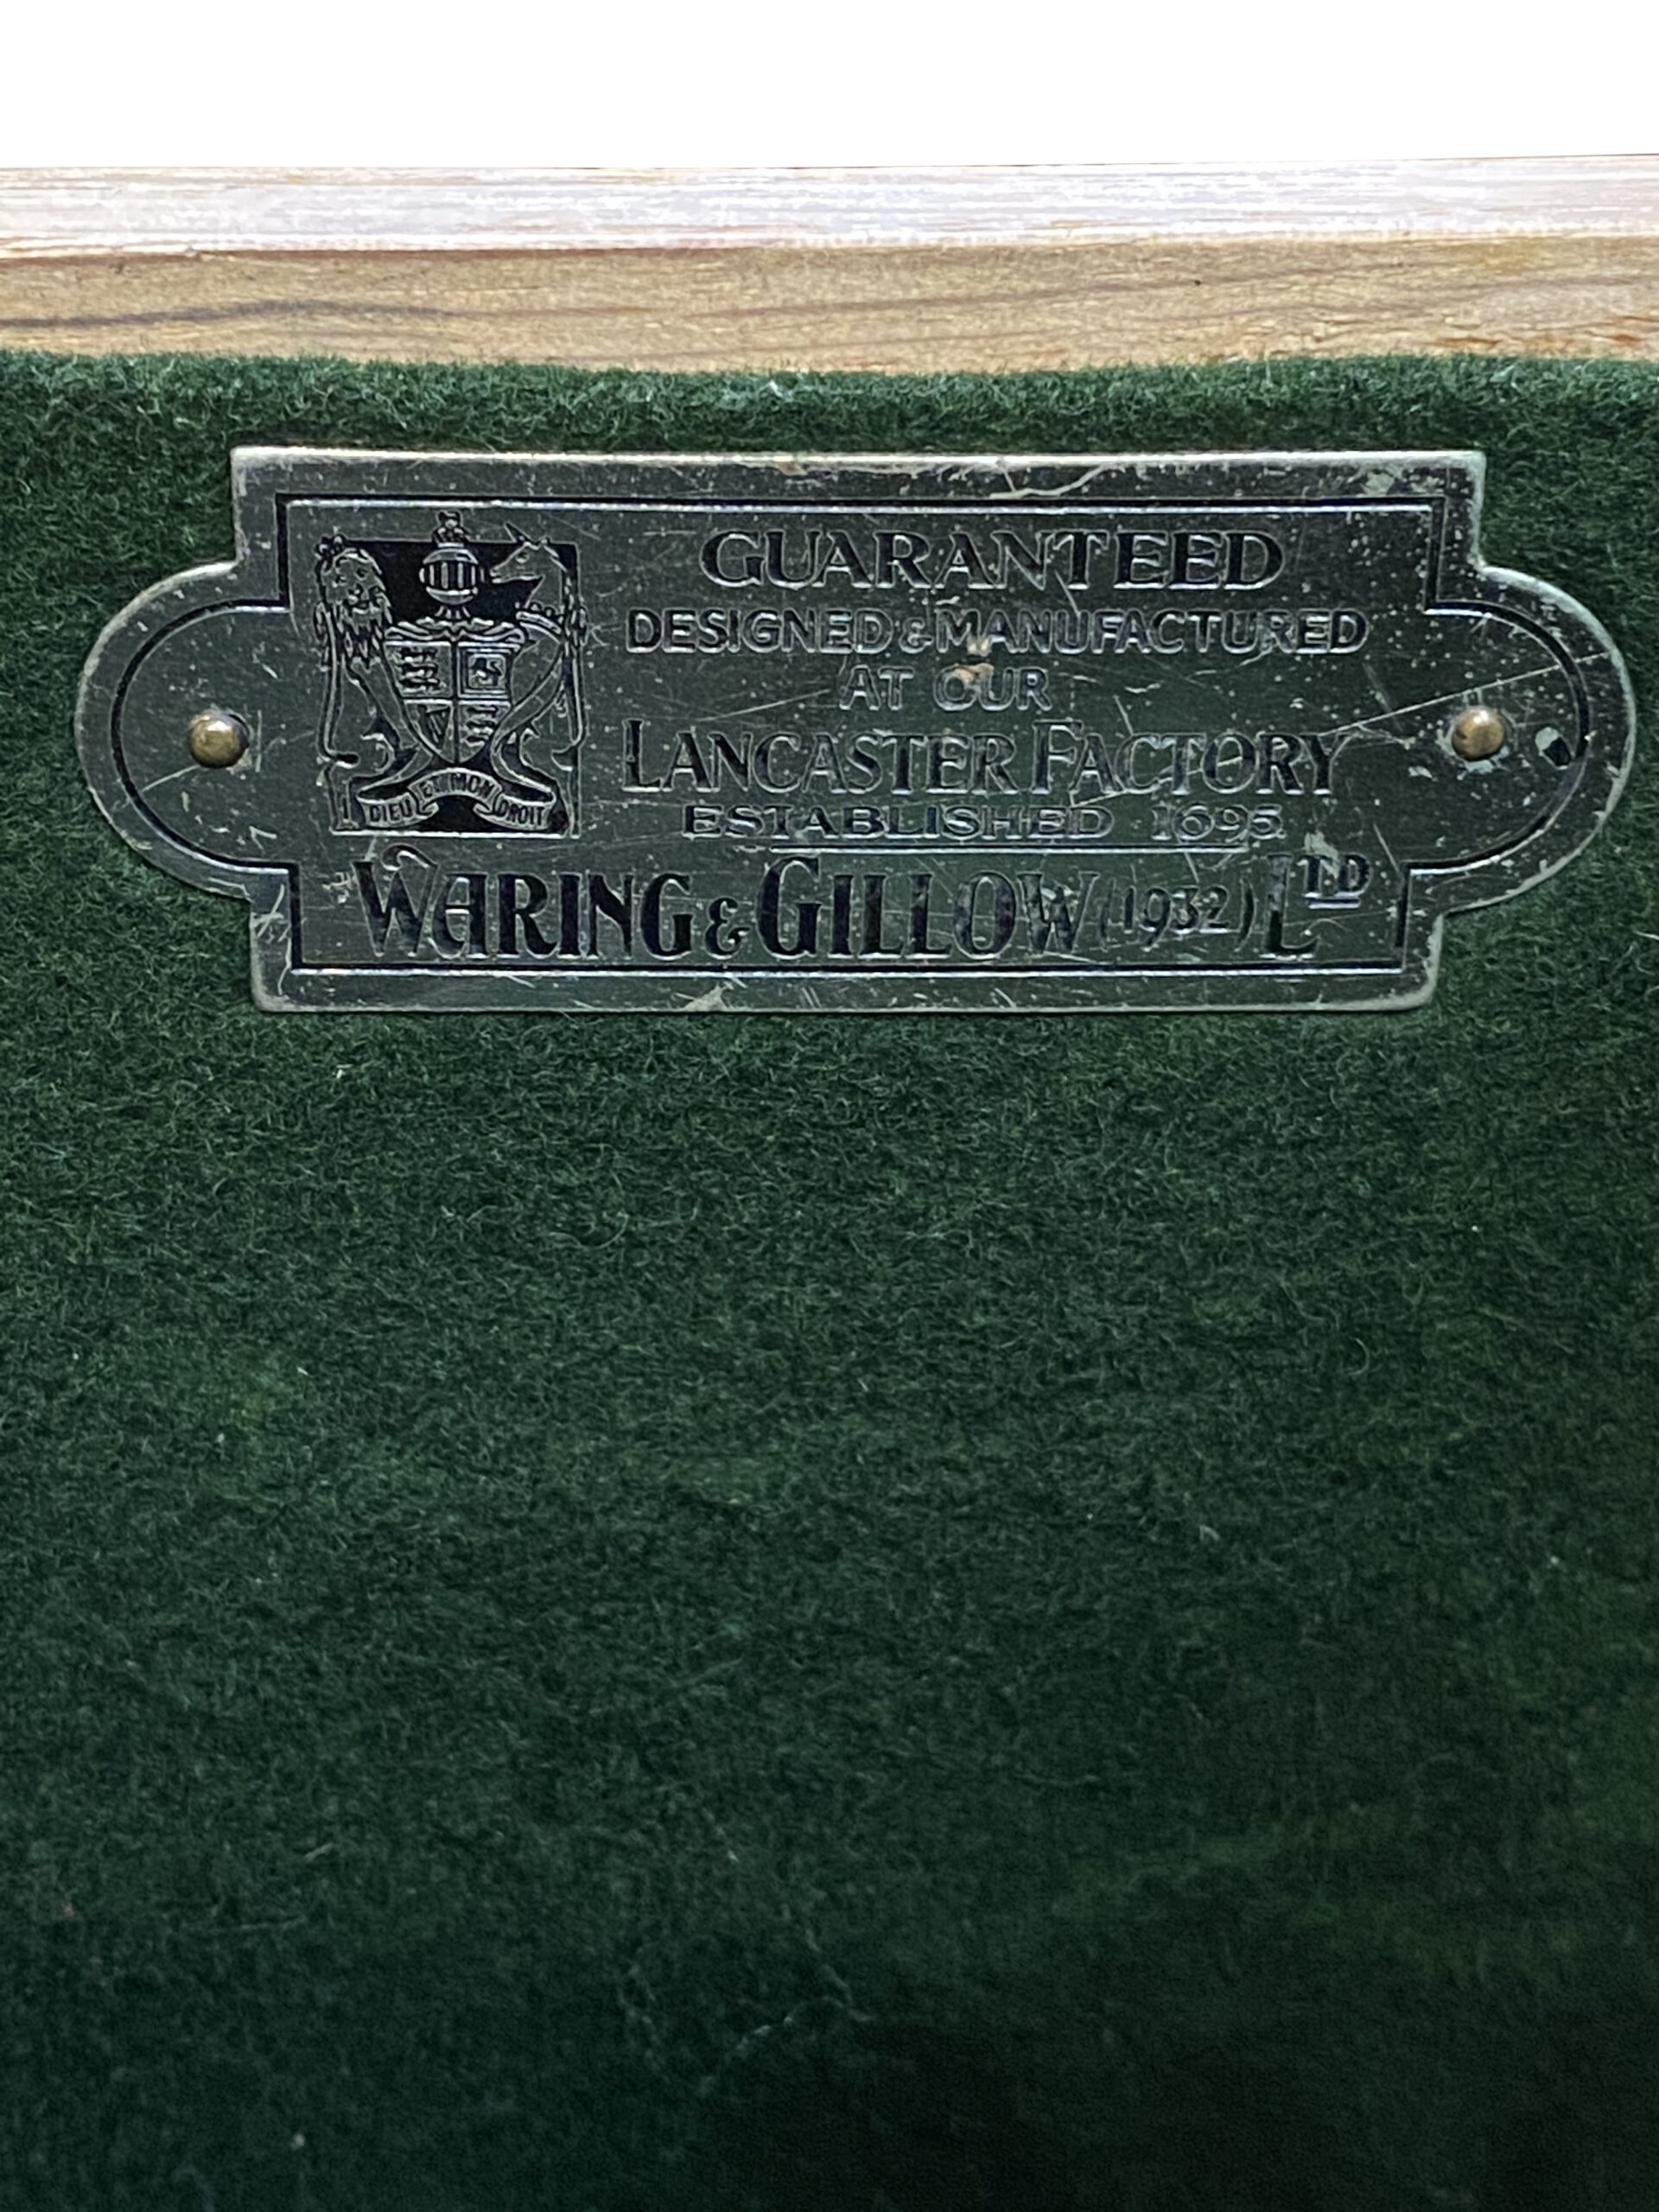 GUARANTEED
DESIGNED & MANUFACTURED
AT OUR
LANCASTER FACTORY
ESTABLISHED 1695
DIEU ET MON DROIT
WARING & GILLOW (1932) LTD